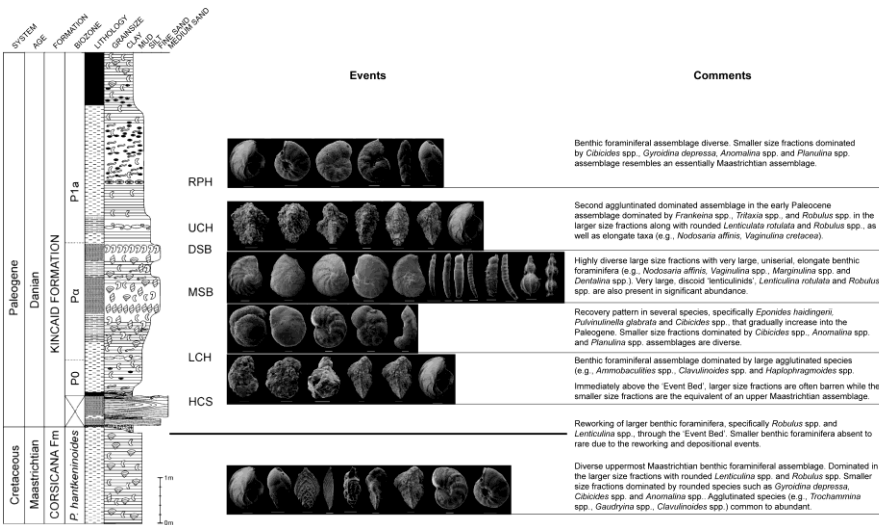 SYSTEM
AGE
FORMATION
BIOZONE
LITHOLOGY
GRAINSIZE
CLAY
MUD
SILT
FINE SAND
MEDIUM SAND
Events
Comments
Paleogene
Danian
KINCAID FORMATION
P1a
Pα
P0
Cretaceous
Maastrichtian
CORSICANA Fm
P. hantkeninoides
1m
0m
RPH
UCH
DSB
MSB
LCH
HCS
Benthic foraminiferal assemblage diverse. Smaller size fractions dominated
by Cibicides spp., Gyroidina depressa, Anomalina spp. and Planulina spp.
assemblage resembles an essentially Maastrichtian assemblage.
Second aggluntinated dominated assemblage in the early Paleocene
assemblage dominated by Frankeina spp., Tritaxia spp., and Robulus spp. in the
larger size fractions along with rounded Lenticulata rotulata and Robulus spp., as
well as elongate taxa (e.g., Nodosaria affinis, Vaginulina cretacea).
Highly diverse large size fractions with very large, uniserial, elongate benthic
foraminifera (e.g., Nodosaria affinis, Vaginulina spp., Marginulina spp. and
Dentalina spp.). Very large, discoid 'lenticulinids', Lenticulina rotulata and Robulus
spp. are also present in significant abundance.
Recovery pattern in several species, specifically Eponides haidingerii,
Pulvinulinella glabrata and Cibicides spp., that gradually increase into the
Paleogene. Smaller size fractions dominated by Cibicides spp., Anomalina spp.
and Planulina spp. assemblages are diverse.
Benthic foraminiferal assemblage dominated by large agglutinated species
(e.g., Ammobaculities spp., Clavulinoides spp. and Haplophragmoides spp.
Immediately above the 'Event Bed', larger size fractions are often barren while the
smaller size fractions are the equivalent of an upper Maastrichtian assemblage.
Reworking of larger benthic foraminifera, specifically Robulus spp. and
Lenticulina spp., through the 'Event Bed'. Smaller benthic foraminifera absent to
rare due to the reworking and depositional events.
Diverse uppermost Maastrichtian benthic foraminiferal assemblage. Dominated in
the larger size fractions with rounded Lenticulina spp. and Robulus spp. Smaller
size fractions dominated by rounded species such as Gyroidina depressa,
Cibicides spp. and Anomalina spp.. Agglutinated species (e.g., Trochammina
spp., Gaudryina spp., Clavulinoides spp.) common to abundant.